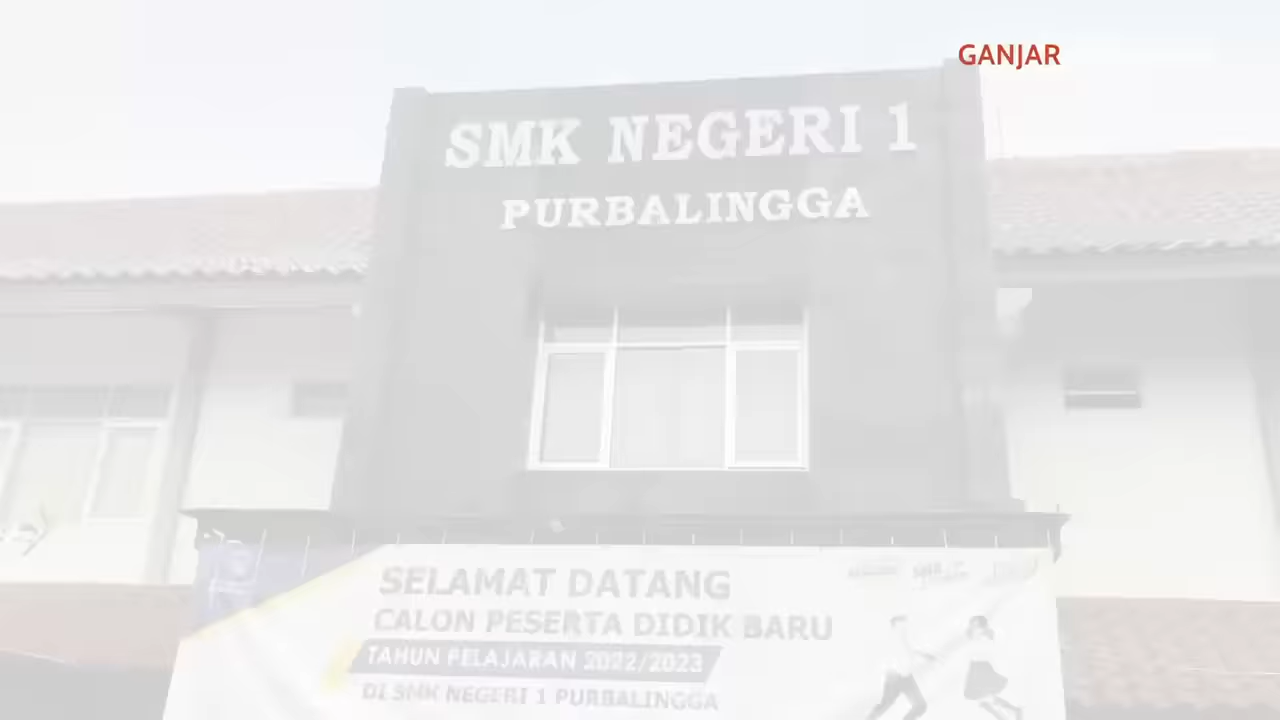 GANJAR
SMK NEGERI 1
PURBALINGGA
SELAMAT DATANG
CALON PESERTA DIDIK BARU
TAHUN PELAJARAN 2022/2023
DI SMK NEGERI 1 PURBALINGGA